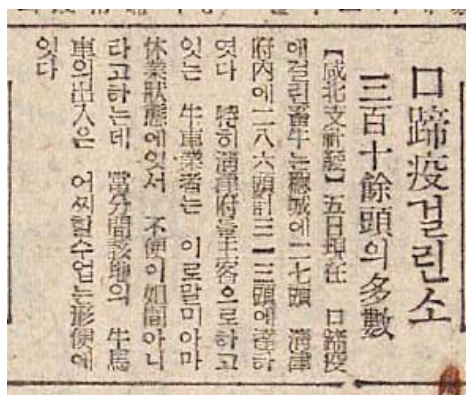 口蹄疫걸린소
三百十餘頭의多數
【咸北支社發】五日現在 口蹄疫
에걸린畜牛는穩城에二七頭 淸津
府內에二八六頭計三一三頭에達하
엿다 特히淸津府를主客으로하고
잇는 牛車業者는 이로말미아마
休業狀態에잇서 不便이如間아니
라고하는데 當分間該地의 牛馬
車의出入은 어찌할수업는形便에
잇다